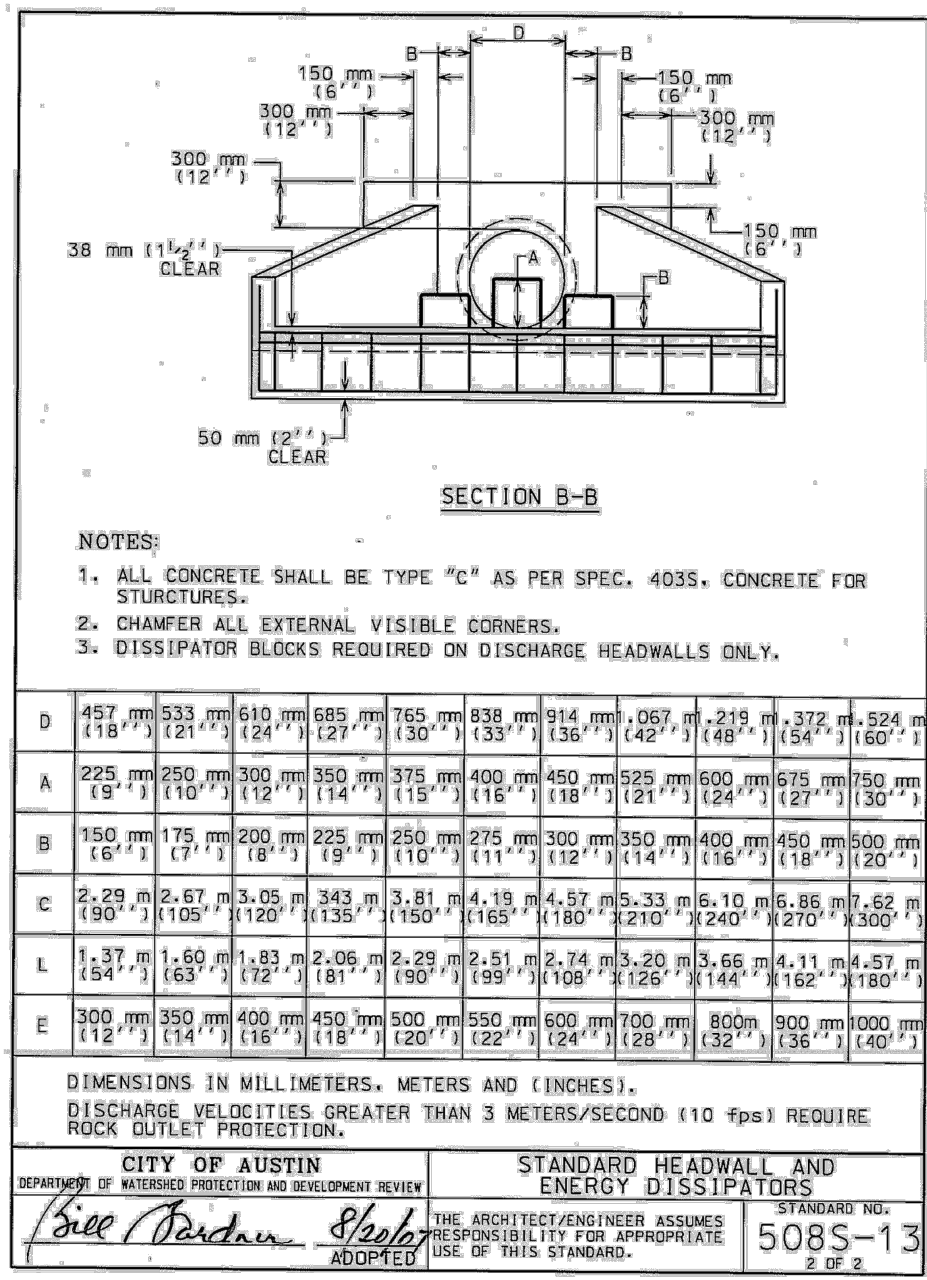 D
B B
150 mm
(6'')
150 mm
(6'')
300 mm
(12'')
300 mm
(12'')
300 mm
(12'')
150 mm
(6'')
38 mm (1½'')
CLEAR
A
B
50 mm (2'')
CLEAR
SECTION B-B
NOTES:
1. ALL CONCRETE SHALL BE TYPE "C" AS PER SPEC. 403S. CONCRETE FOR
STURCTURES.
2. CHAMFER ALL EXTERNAL VISIBLE CORNERS.
3. DISSIPATOR BLOCKS REQUIRED ON DISCHARGE HEADWALLS ONLY.
D 457 mm 533 mm 610 mm 685 mm 765 mm 838 mm 914 mm 1.067 m 1.219 m 1.372 m 1.524 m
(18'') (21'') (24'') (27'') (30'') (33'') (36'') (42'') (48'') (54'') (60'')
A 225 mm 250 mm 300 mm 350 mm 375 mm 400 mm 450 mm 525 mm 600 mm 675 mm 750 mm
(9'') (10'') (12'') (14'') (15'') (16'') (18'') (21'') (24'') (27'') (30'')
B 150 mm 175 mm 200 mm 225 mm 250 mm 275 mm 300 mm 350 mm 400 mm 450 mm 500 mm
(6'') (7'') (8'') (9'') (10'') (11'') (12'') (14'') (16'') (18'') (20'')
C 2.29 m 2.67 m 3.05 m 343 m 3.81 m 4.19 m 4.57 m 5.33 m 6.10 m 6.86 m 7.62 m
(90'') (105'') (120'') (135'') (150'') (165'') (180'') (210'') (240'') (270'') (300'')
L 1.37 m 1.60 m 1.83 m 2.06 m 2.29 m 2.51 m 2.74 m 3.20 m 3.66 m 4.11 m 4.57 m
(54'') (63'') (72'') (81'') (90'') (99'') (108'') (126'') (144'') (162'') (180'')
E 300 mm 350 mm 400 mm 450 mm 500 mm 550 mm 600 mm 700 mm 800m 900 mm 1000 mm
(12'') (14'') (16'') (18'') (20'') (22'') (24'') (28'') (32'') (36'') (40'')
DIMENSIONS IN MILLIMETERS, METERS AND (INCHES).
DISCHARGE VELOCITIES GREATER THAN 3 METERS/SECOND (10 fps) REQUIRE
ROCK OUTLET PROTECTION.
CITY OF AUSTIN
DEPARTMENT OF WATERSHED PROTECTION AND DEVELOPMENT REVIEW
STANDARD HEADWALL AND
ENERGY DISSIPATORS
Bill Gardner 8/20/07
ADOPTED
THE ARCHITECT/ENGINEER ASSUMES
RESPONSIBILITY FOR APPROPRIATE
USE OF THIS STANDARD.
STANDARD NO.
508S-13
2 OF 2